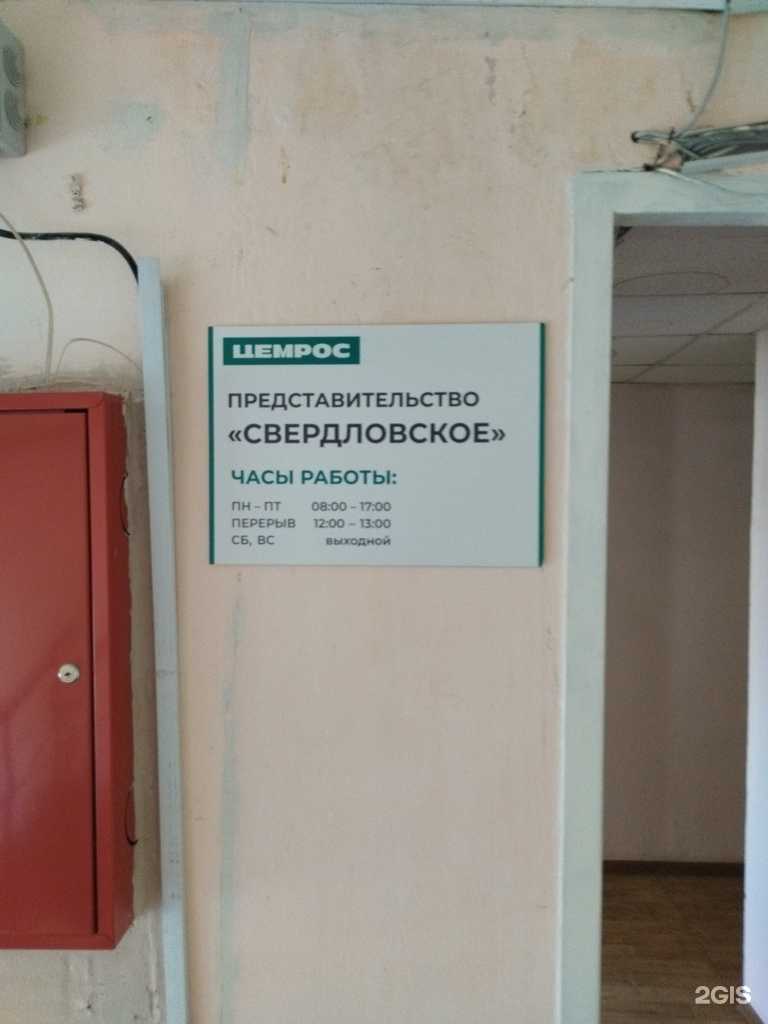 ЦЕМРОС
ПРЕДСТАВИТЕЛЬСТВО
«СВЕРДЛОВСКОЕ»
ЧАСЫ РАБОТЫ:
ПН – ПТ 08:00 – 17:00
ПЕРЕРЫВ 12:00 – 13:00
СБ, ВС выходной
2GIS